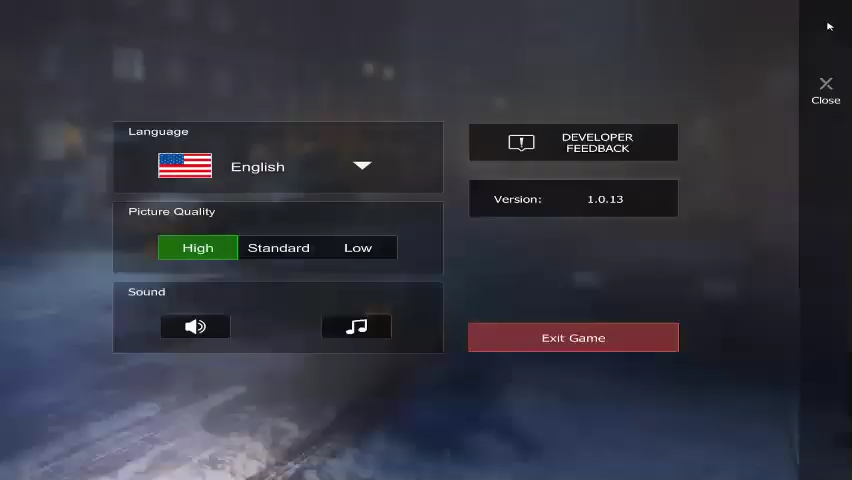 Language
English
Picture Quality
High Standard Low
Sound
DEVELOPER
FEEDBACK
Version: 1.0.13
Exit Game
Close